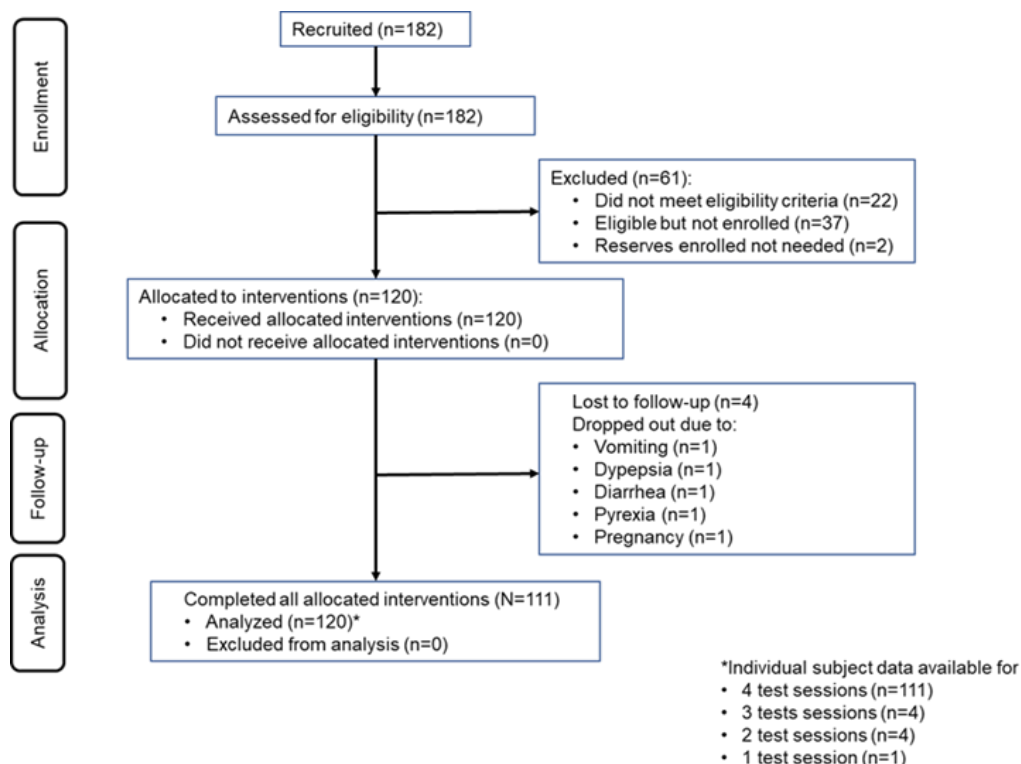 Enrollment
Recruited (n=182)
Assessed for eligibility (n=182)
Excluded (n=61):
• Did not meet eligibility criteria (n=22)
• Eligible but not enrolled (n=37)
• Reserves enrolled not needed (n=2)
Allocation
Allocated to interventions (n=120):
• Received allocated interventions (n=120)
• Did not receive allocated interventions (n=0)
Follow-up
Lost to follow-up (n=4)
Dropped out due to:
• Vomiting (n=1)
• Dypepsia (n=1)
• Diarrhea (n=1)
• Pyrexia (n=1)
• Pregnancy (n=1)
Analysis
Completed all allocated interventions (N=111)
• Analyzed (n=120)*
• Excluded from analysis (n=0)
*Individual subject data available for
• 4 test sessions (n=111)
• 3 tests sessions (n=4)
• 2 test sessions (n=4)
• 1 test session (n=1)